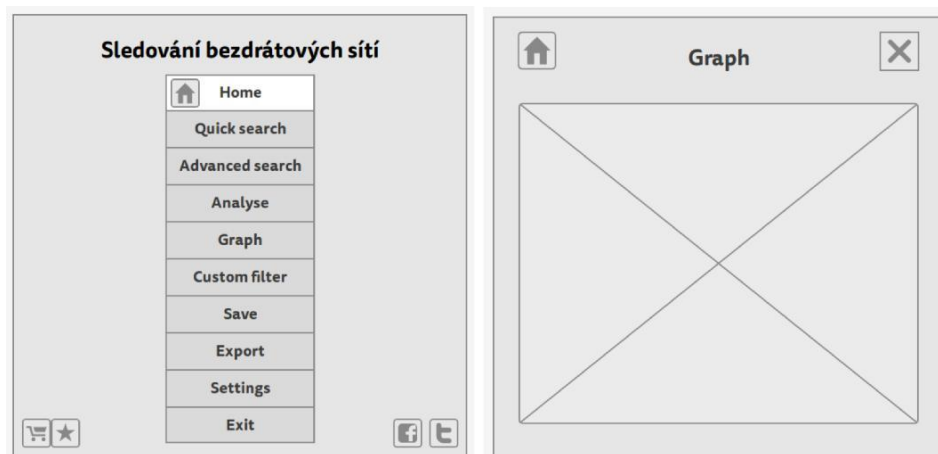 Sledování bezdrátových sítí
Home
Quick search
Advanced search
Analyse
Graph
Custom filter
Save
Export
Settings
Exit
Graph